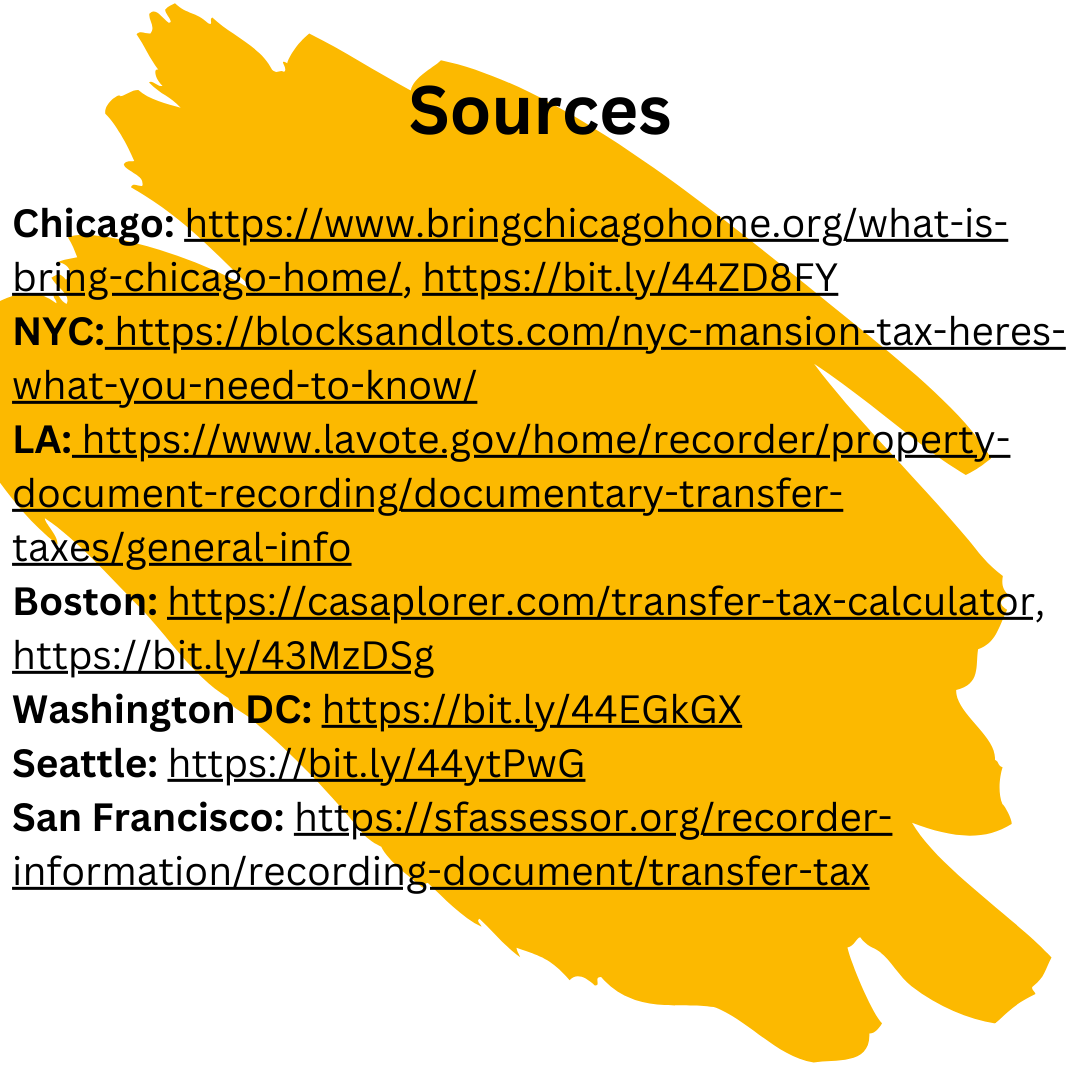 Sources
Chicago: https://www.bringchicagohome.org/what-is-
bring-chicago-home/, https://bit.ly/44ZD8FY
NYC: https://blocksandlots.com/nyc-mansion-tax-heres-
what-you-need-to-know/
LA: https://www.lavote.gov/home/recorder/property-
document-recording/documentary-transfer-
taxes/general-info
Boston: https://casaplorer.com/transfer-tax-calculator,
https://bit.ly/43MzDSg
Washington DC: https://bit.ly/44EGkGX
Seattle: https://bit.ly/44ytPwG
San Francisco: https://sfassessor.org/recorder-
information/recording-document/transfer-tax